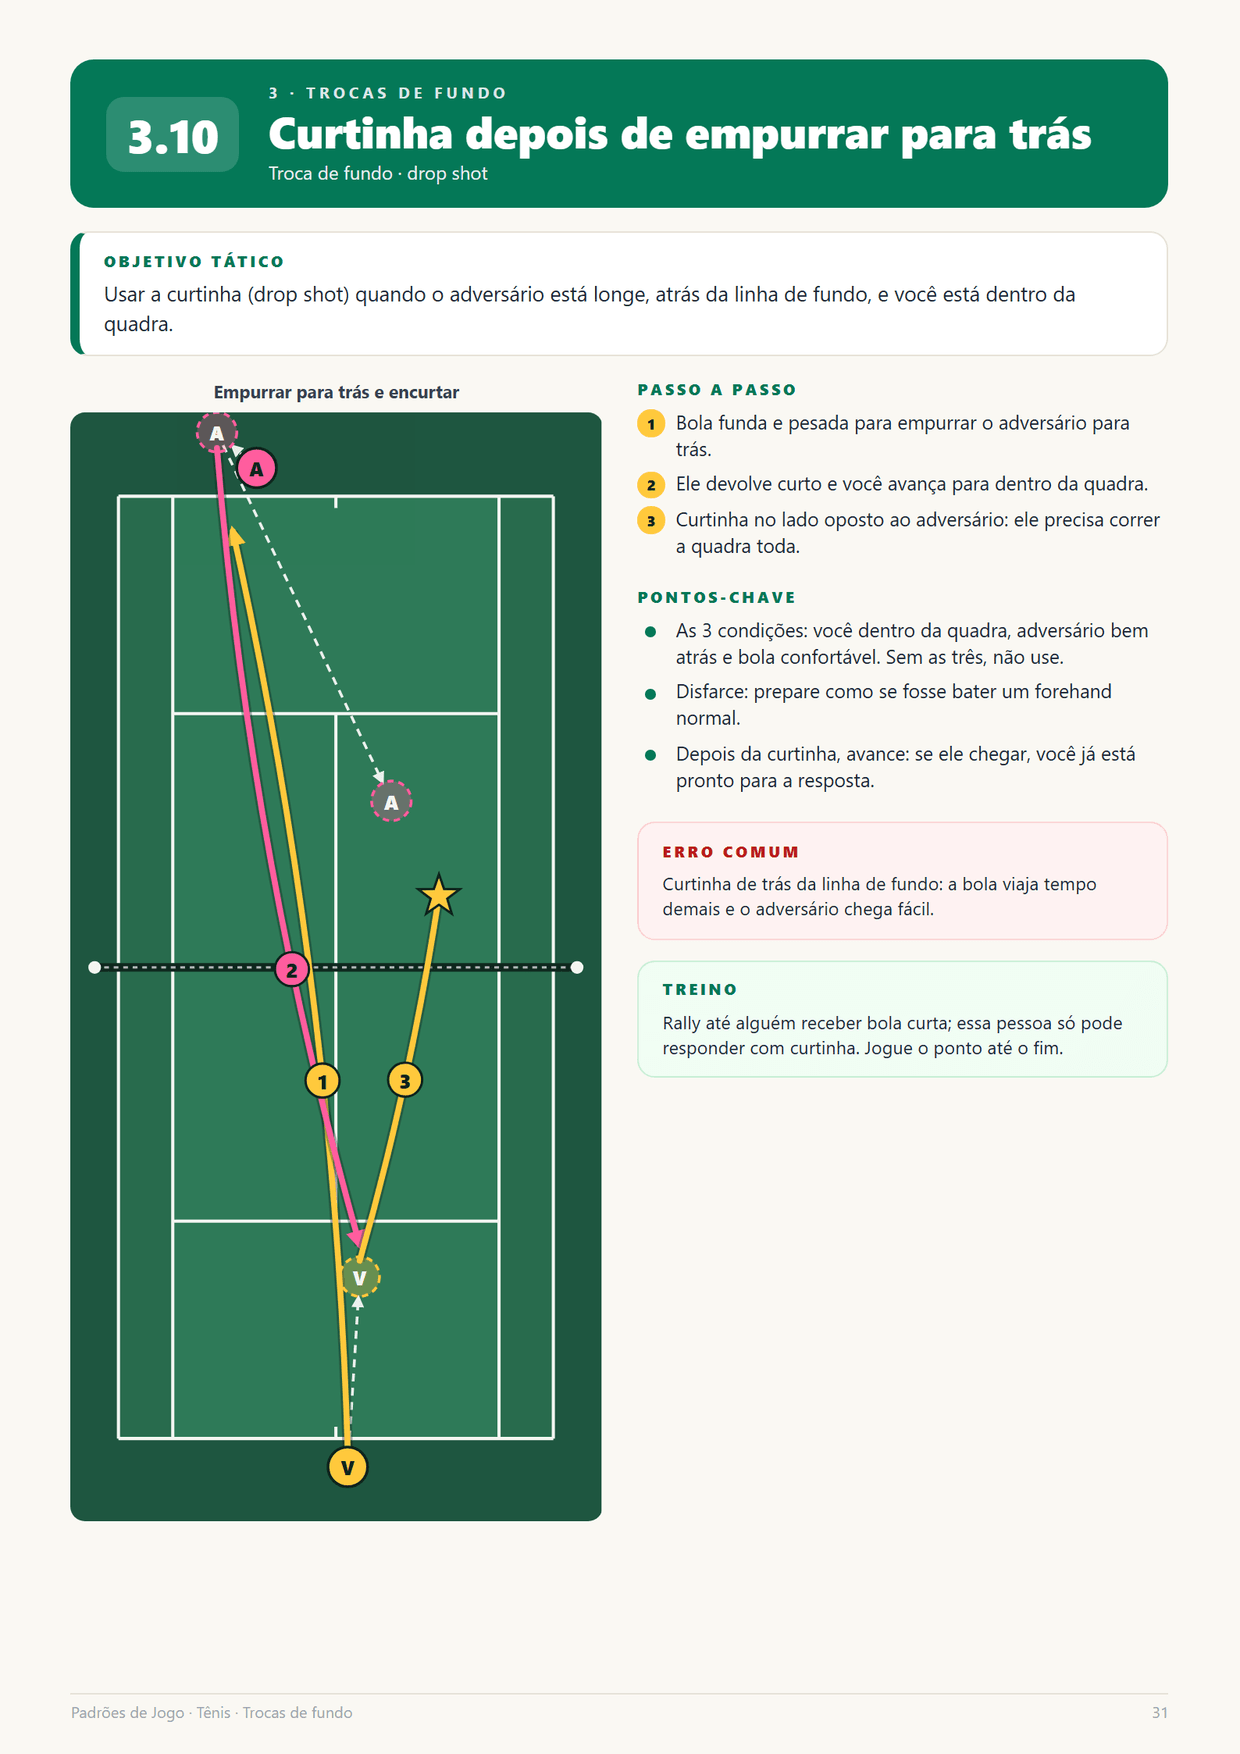 3 · TROCAS DE FUNDO
3.10
Curtinha depois de empurrar para trás
Troca de fundo · drop shot
OBJETIVO TÁTICO
Usar a curtinha (drop shot) quando o adversário está longe, atrás da linha de fundo, e você está dentro da
quadra.
Empurrar para trás e encurtar
A
A
A
2
1
3
V
V
PASSO A PASSO
1 Bola funda e pesada para empurrar o adversário para
trás.
2 Ele devolve curto e você avança para dentro da quadra.
3 Curtinha no lado oposto ao adversário: ele precisa correr
a quadra toda.
PONTOS-CHAVE
As 3 condições: você dentro da quadra, adversário bem
atrás e bola confortável. Sem as três, não use.
Disfarce: prepare como se fosse bater um forehand
normal.
Depois da curtinha, avance: se ele chegar, você já está
pronto para a resposta.
ERRO COMUM
Curtinha de trás da linha de fundo: a bola viaja tempo
demais e o adversário chega fácil.
TREINO
Rally até alguém receber bola curta; essa pessoa só pode
responder com curtinha. Jogue o ponto até o fim.
Padrões de Jogo · Tênis · Trocas de fundo
31